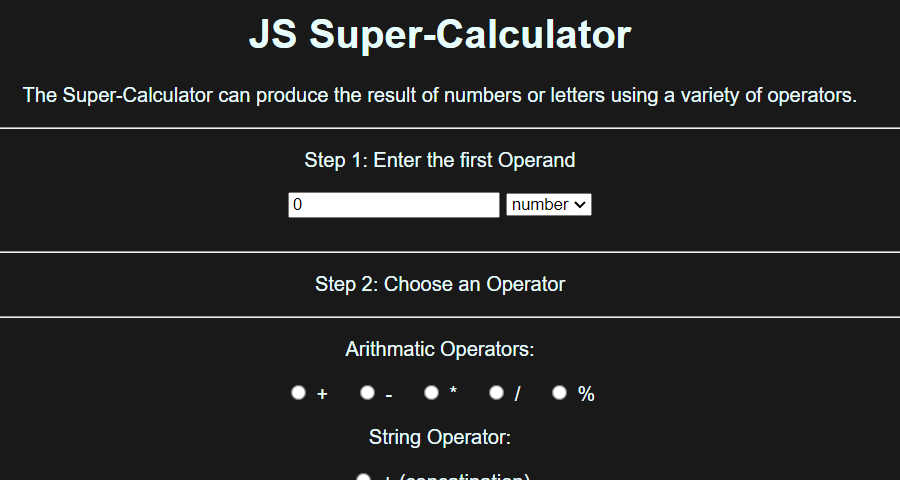 JS Super-Calculator
The Super-Calculator can produce the result of numbers or letters using a variety of operators.
Step 1: Enter the first Operand
0 number
Step 2: Choose an Operator
Arithmatic Operators:
+ - * / %
String Operator:
+ (concatination)